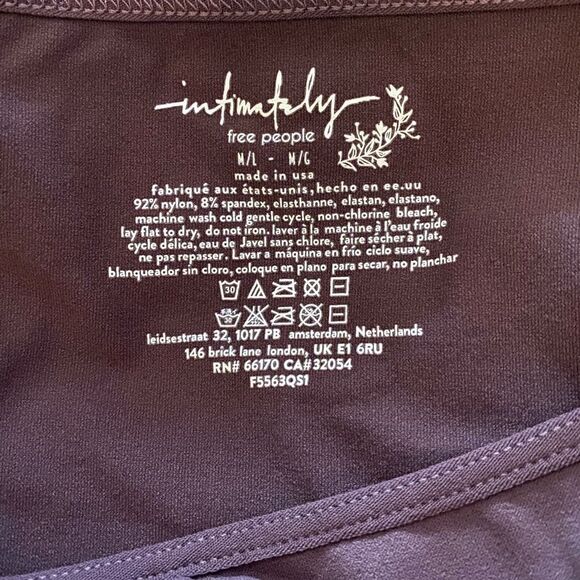 intimately
free people
M/L - M/G
made in usa
fabriqué aux états-unis, hecho en ee.uu
92% nylon, 8% spandex, elasthanne, elastan, elastano,
machine wash cold gentle cycle, non-chlorine bleach,
lay flat to dry, do not iron. laver à la machine à l'eau froide
cycle délica, eau de Javel sans chlore, faire sécher à plat,
ne pas repasser. Lavar a máquina en frío ciclo suave,
blanqueador sin cloro, coloque en plano para secar, no planchar
30
30
leidsestraat 32, 1017 PB amsterdam, Netherlands
146 brick lane london, UK E1 6RU
RN# 66170 CA#32054
F5563QS1